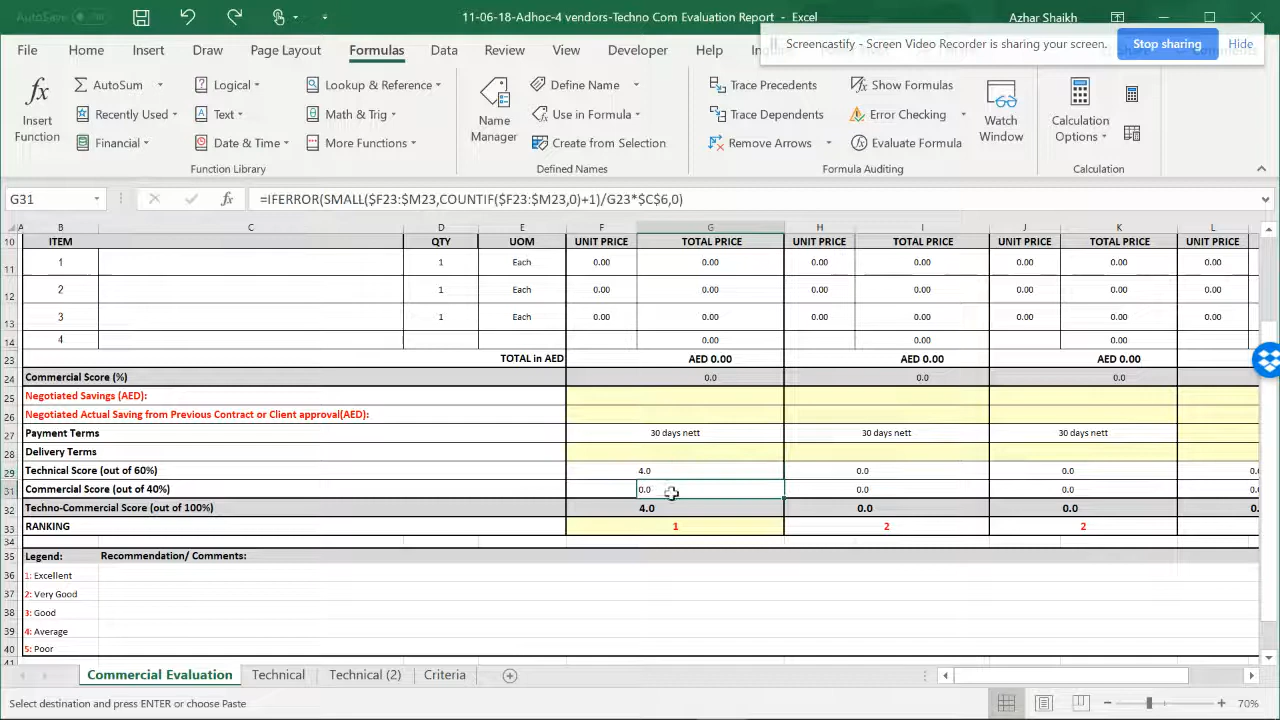 AutoSave Off 11-06-18-Adhoc-4 vendors-Techno Com Evaluation Report - Excel Azhar Shaikh
Screencastify - Screen Video Recorder is sharing your screen. Stop sharing Hide
File Home Insert Draw Page Layout Formulas Data Review View Developer Help
fx Σ AutoSum Logical Lookup & Reference Define Name Trace Precedents Show Formulas
Recently Used Text Math & Trig Use in Formula Trace Dependents Error Checking
Financial Date & Time More Functions Create from Selection Remove Arrows Evaluate Formula
Insert Function Name Manager Watch Window Calculation Options
Function Library Defined Names Formula Auditing Calculation
G31 fx =IFERROR(SMALL($F23:$M23,COUNTIF($F23:$M23,0)+1)/G23*$C$6,0)
A B C D E F G H I J K L
10 ITEM QTY UOM UNIT PRICE TOTAL PRICE UNIT PRICE TOTAL PRICE UNIT PRICE TOTAL PRICE UNIT PRICE
11 1 1 Each 0.00 0.00 0.00 0.00 0.00 0.00 0.00
12 2 1 Each 0.00 0.00 0.00 0.00 0.00 0.00 0.00
13 3 1 Each 0.00 0.00 0.00 0.00 0.00 0.00 0.00
14 4 0.00 0.00 0.00
23 TOTAL in AED AED 0.00 AED 0.00 AED 0.00
24 Commercial Score (%) 0.0 0.0 0.0
25 Negotiated Savings (AED):
26 Negotiated Actual Saving from Previous Contract or Client approval(AED):
27 Payment Terms 30 days nett 30 days nett 30 days nett
28 Delivery Terms
29 Technical Score (out of 60%) 4.0 0.0 0.0
31 Commercial Score (out of 40%) 0.0 0.0 0.0
32 Techno-Commercial Score (out of 100%) 4.0 0.0 0.0
33 RANKING 1 2 2
34
35 Legend: Recommendation/ Comments:
36 1: Excellent
37 2: Very Good
38 3: Good
39 4: Average
40 5: Poor
41
Commercial Evaluation Technical Technical (2) Criteria
Select destination and press ENTER or choose Paste 70%